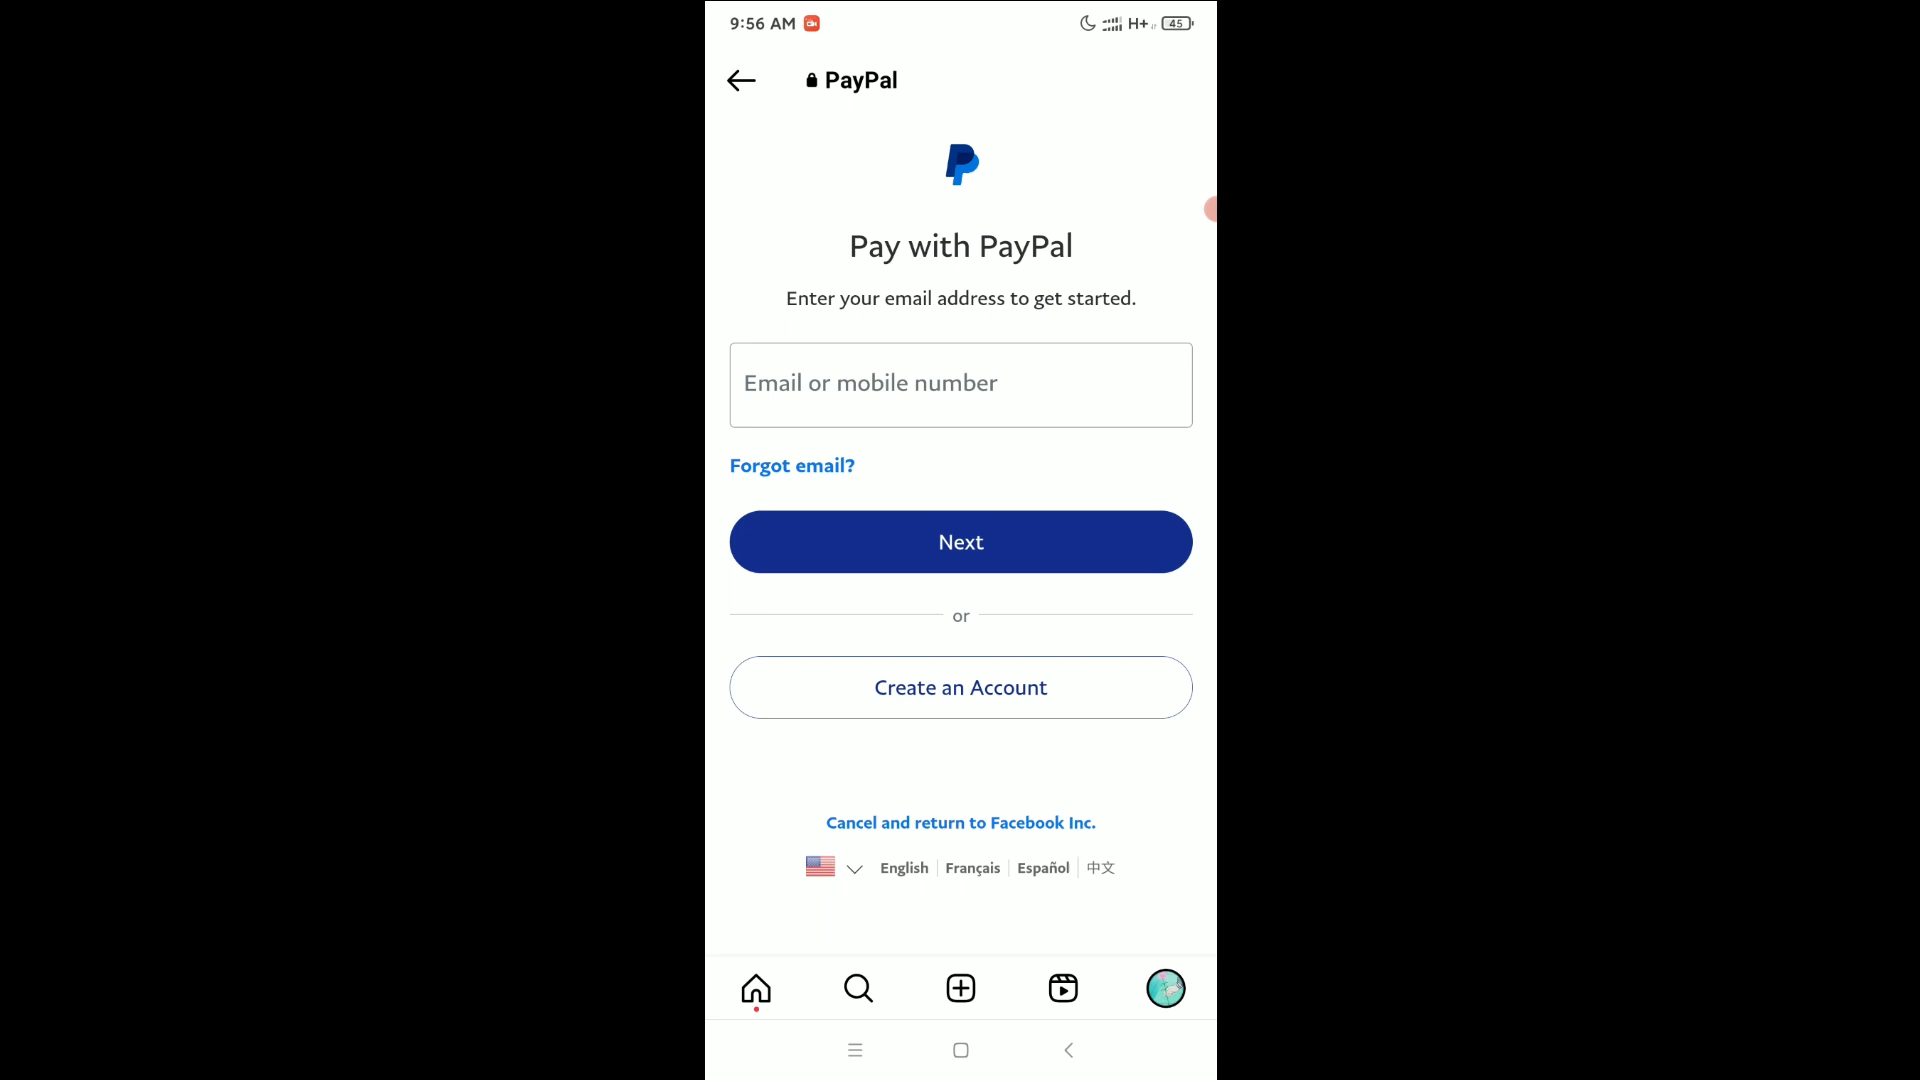 9:56 AM H+ 45
PayPal
Pay with PayPal
Enter your email address to get started.
Email or mobile number
Forgot email?
Next
or
Create an Account
Cancel and return to Facebook Inc.
English Français Español 中文